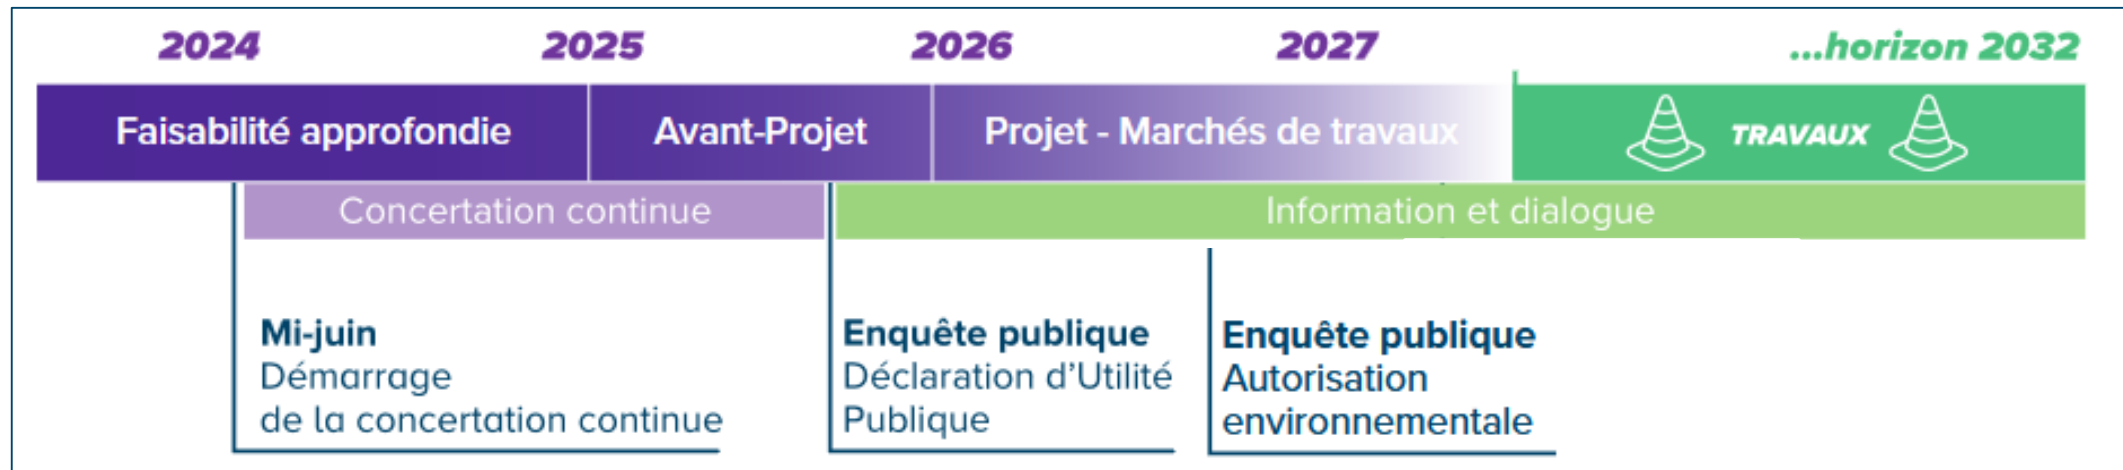 2024 2025 2026 2027 ...horizon 2032
Faisabilité approfondie Avant-Projet Projet - Marchés de travaux TRAVAUX
Concertation continue Information et dialogue
Mi-juin
Démarrage
de la concertation continue
Enquête publique
Déclaration d'Utilité
Publique
Enquête publique
Autorisation
environnementale